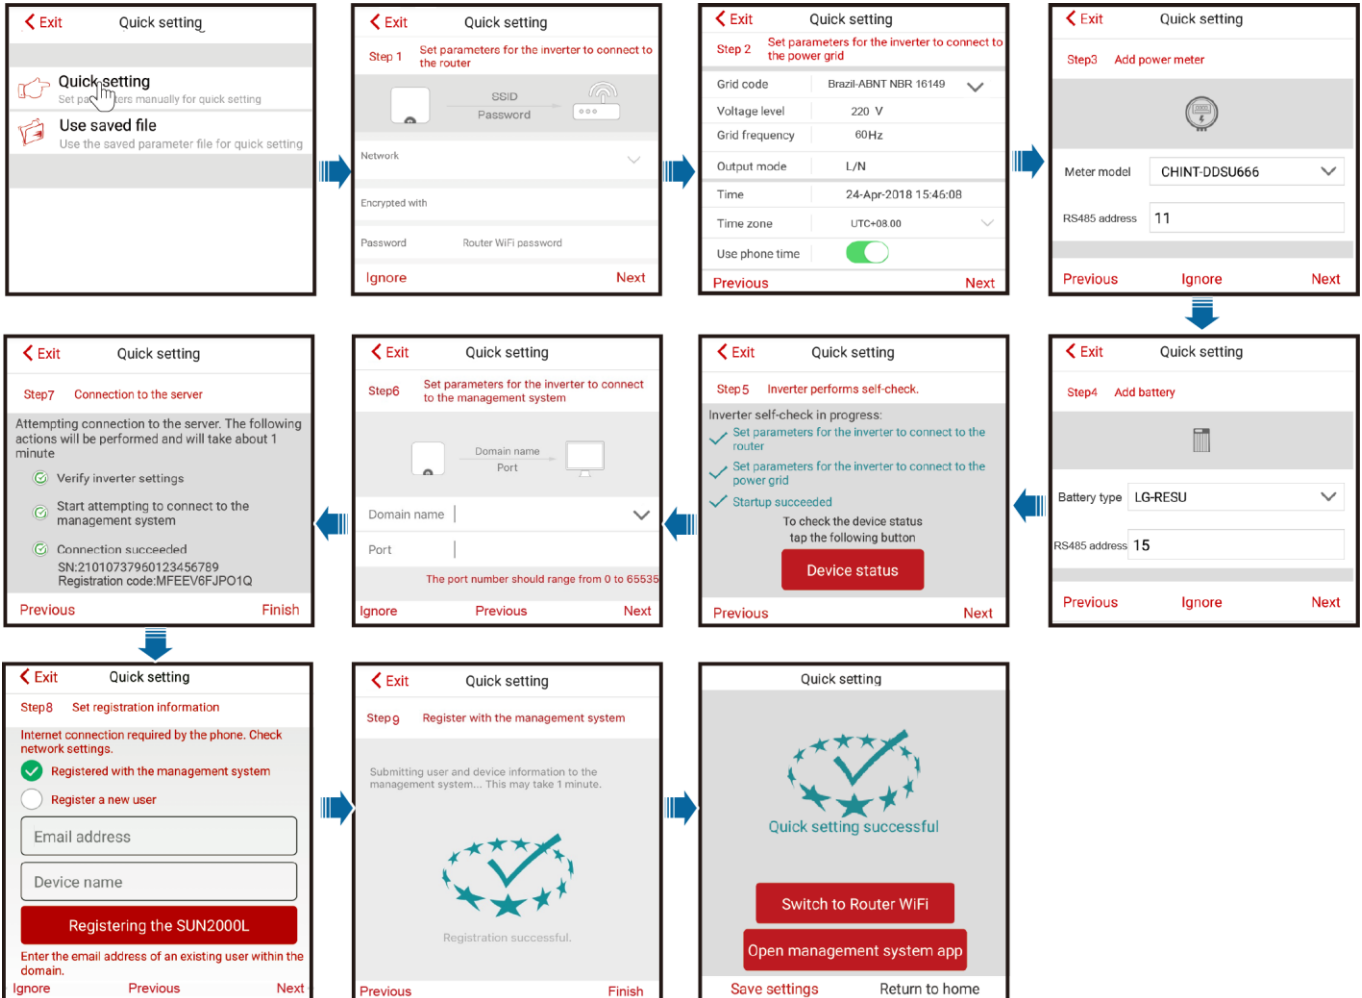 Exit Quick setting
Quick setting
Set parameters manually for quick setting
Use saved file
Use the saved parameter file for quick setting
Exit Quick setting
Step 1 Set parameters for the inverter to connect to
the router
SSID
Password
Network
Encrypted with
Password Router WiFi password
Ignore Next
Exit Quick setting
Step 2 Set parameters for the inverter to connect to
the power grid
Grid code Brazil-ABNT NBR 16149
Voltage level 220 V
Grid frequency 60Hz
Output mode L/N
Time 24-Apr-2018 15:46:08
Time zone UTC+08.00
Use phone time
Previous Next
Exit Quick setting
Step3 Add power meter
Meter model CHINT-DDSU666
RS485 address 11
Previous Ignore Next
Exit Quick setting
Step4 Add battery
Battery type LG-RESU
RS485 address 15
Previous Ignore Next
Exit Quick setting
Step5 Inverter performs self-check.
Inverter self-check in progress:
Set parameters for the inverter to connect to the
router
Set parameters for the inverter to connect to the
power grid
Startup succeeded
To check the device status
tap the following button
Device status
Previous Next
Exit Quick setting
Step6 Set parameters for the inverter to connect
to the management system
Domain name
Port
Domain name
Port
The port number should range from 0 to 65535
Ignore Previous Next
Exit Quick setting
Step7 Connection to the server
Attempting connection to the server. The following
actions will be performed and will take about 1
minute
Verify inverter settings
Start attempting to connect to the
management system
Connection succeeded
SN:21010737960123456789
Registration code:MFEEV6FJPO1Q
Previous Finish
Exit Quick setting
Step8 Set registration information
Internet connection required by the phone. Check
network settings.
Registered with the management system
Register a new user
Email address
Device name
Registering the SUN2000L
Enter the email address of an existing user within the
domain.
Ignore Previous Next
Exit Quick setting
Step9 Register with the management system
Submitting user and device information to the
management system... This may take 1 minute.
Registration successful.
Previous Finish
Quick setting
Quick setting successful
Switch to Router WiFi
Open management system app
Save settings Return to home